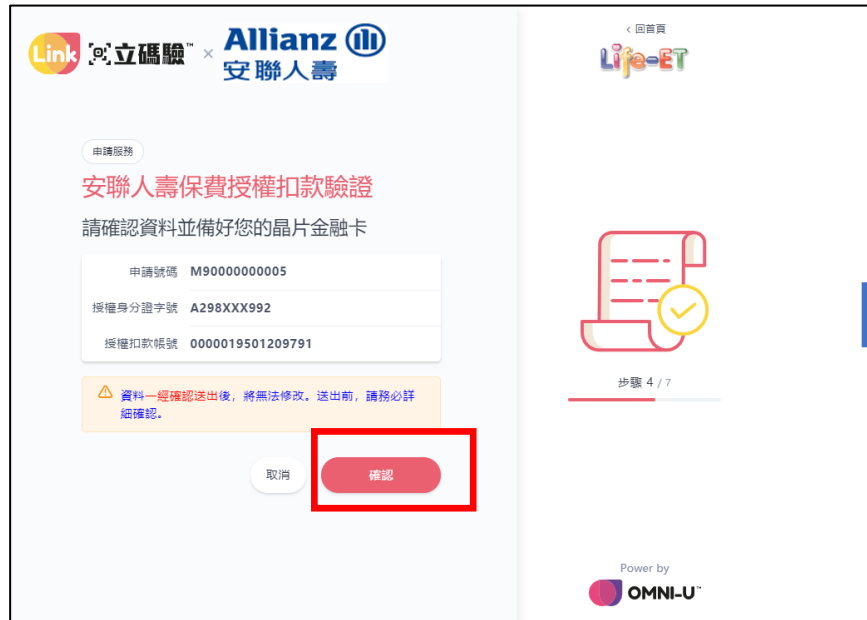 Link 立碼驗™ × Allianz
安聯人壽
申請服務
安聯人壽保費授權扣款驗證
請確認資料並備好您的晶片金融卡
申請號碼 M90000000005
授權身分證字號 A298XXX992
授權扣款帳號 0000019501209791
資料一經確認送出後，將無法修改。送出前，請務必詳
細確認。
取消 確認
< 回首頁
Life-ET
步驟 4 / 7
Power by
OMNI-U™